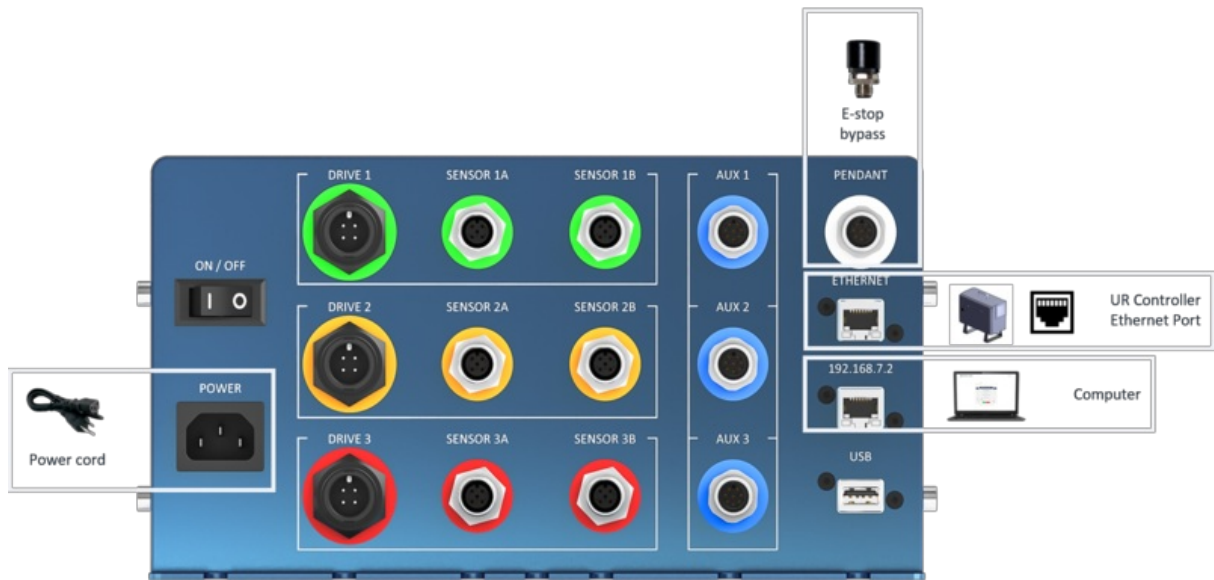 E-stop
bypass
DRIVE 1
SENSOR 1A
SENSOR 1B
AUX 1
PENDANT
ON / OFF
I O
ETHERNET
UR Controller
Ethernet Port
DRIVE 2
SENSOR 2A
SENSOR 2B
AUX 2
192.168.7.2
Computer
POWER
Power cord
DRIVE 3
SENSOR 3A
SENSOR 3B
AUX 3
USB